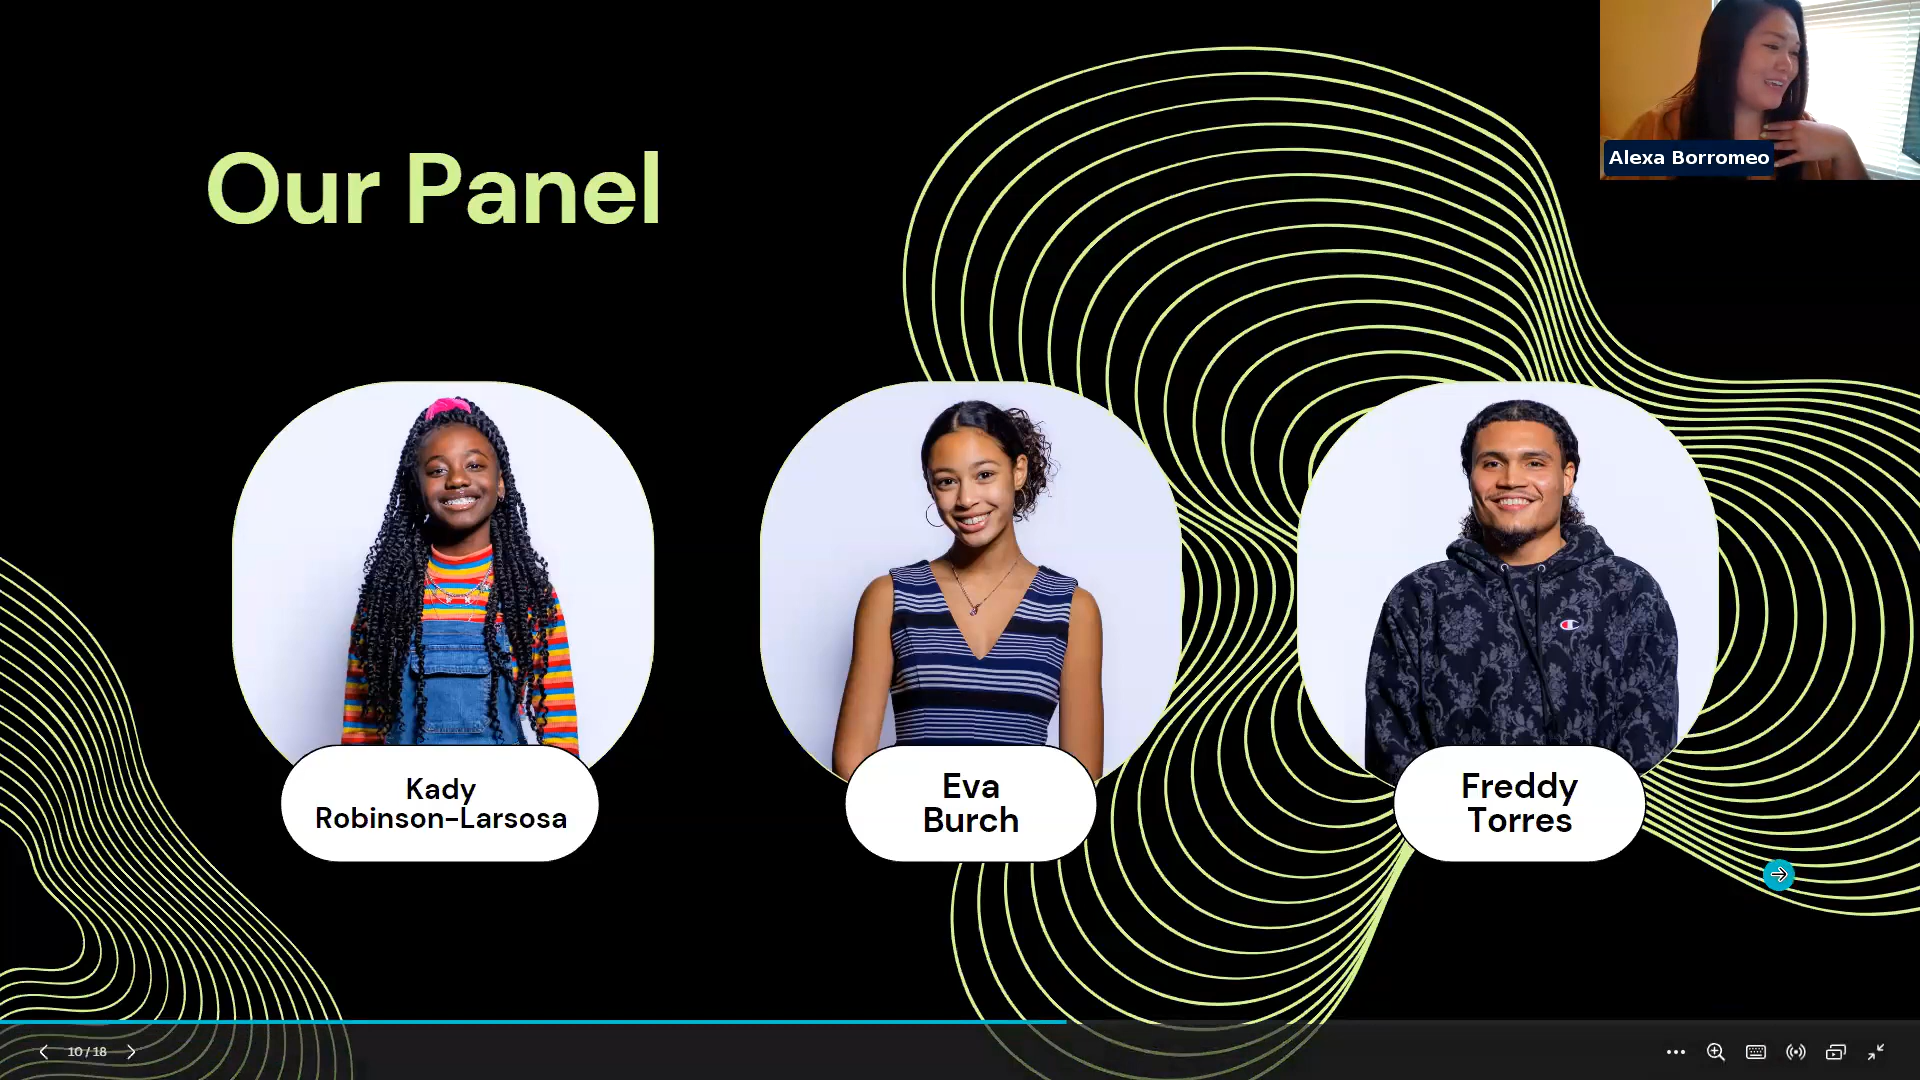 Alexa Borromeo
Our Panel
Kady
Robinson-Larsosa
Eva
Burch
Freddy
Torres
10 / 18